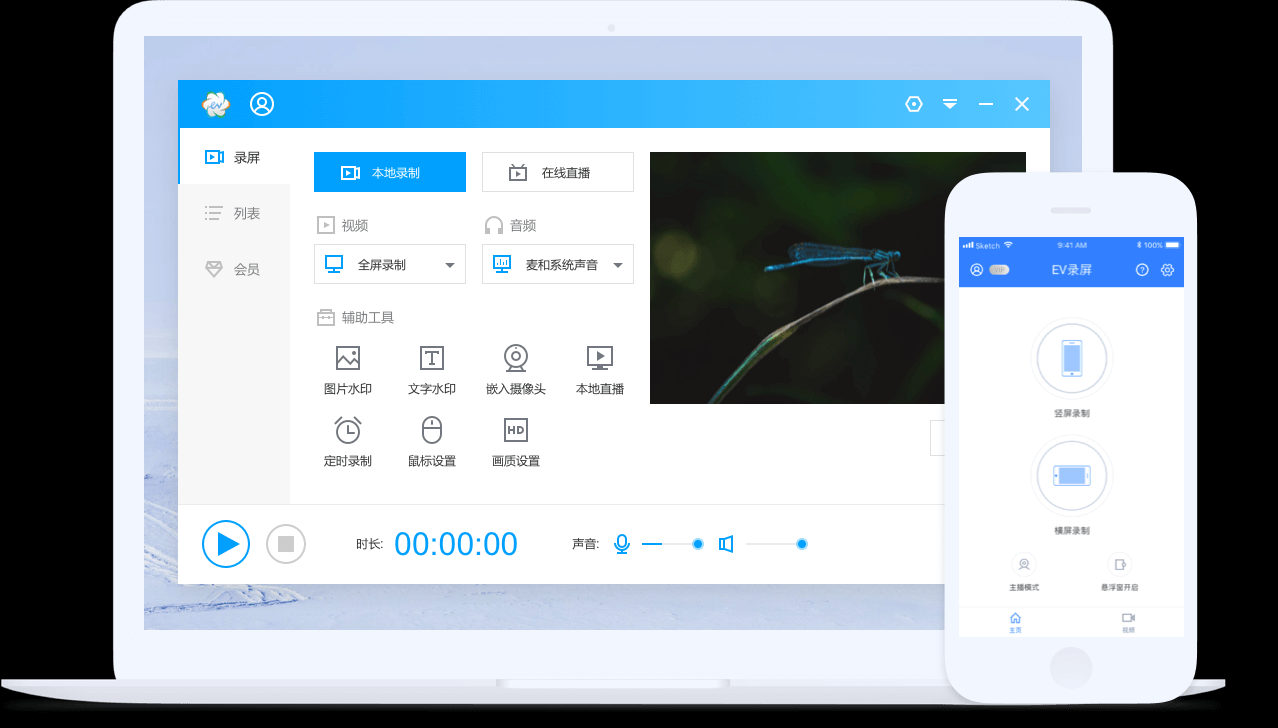 ev
录屏
列表
会员
本地录制
在线直播
视频
音频
全屏录制
麦和系统声音
辅助工具
图片水印
文字水印
嵌入摄像头
本地直播
定时录制
鼠标设置
HD
画质设置
时长:
00:00:00
声音:
Sketch
9:41 AM
100%
VIP
EV录屏
?
竖屏录制
横屏录制
主播模式
悬浮窗开启
主页
视频